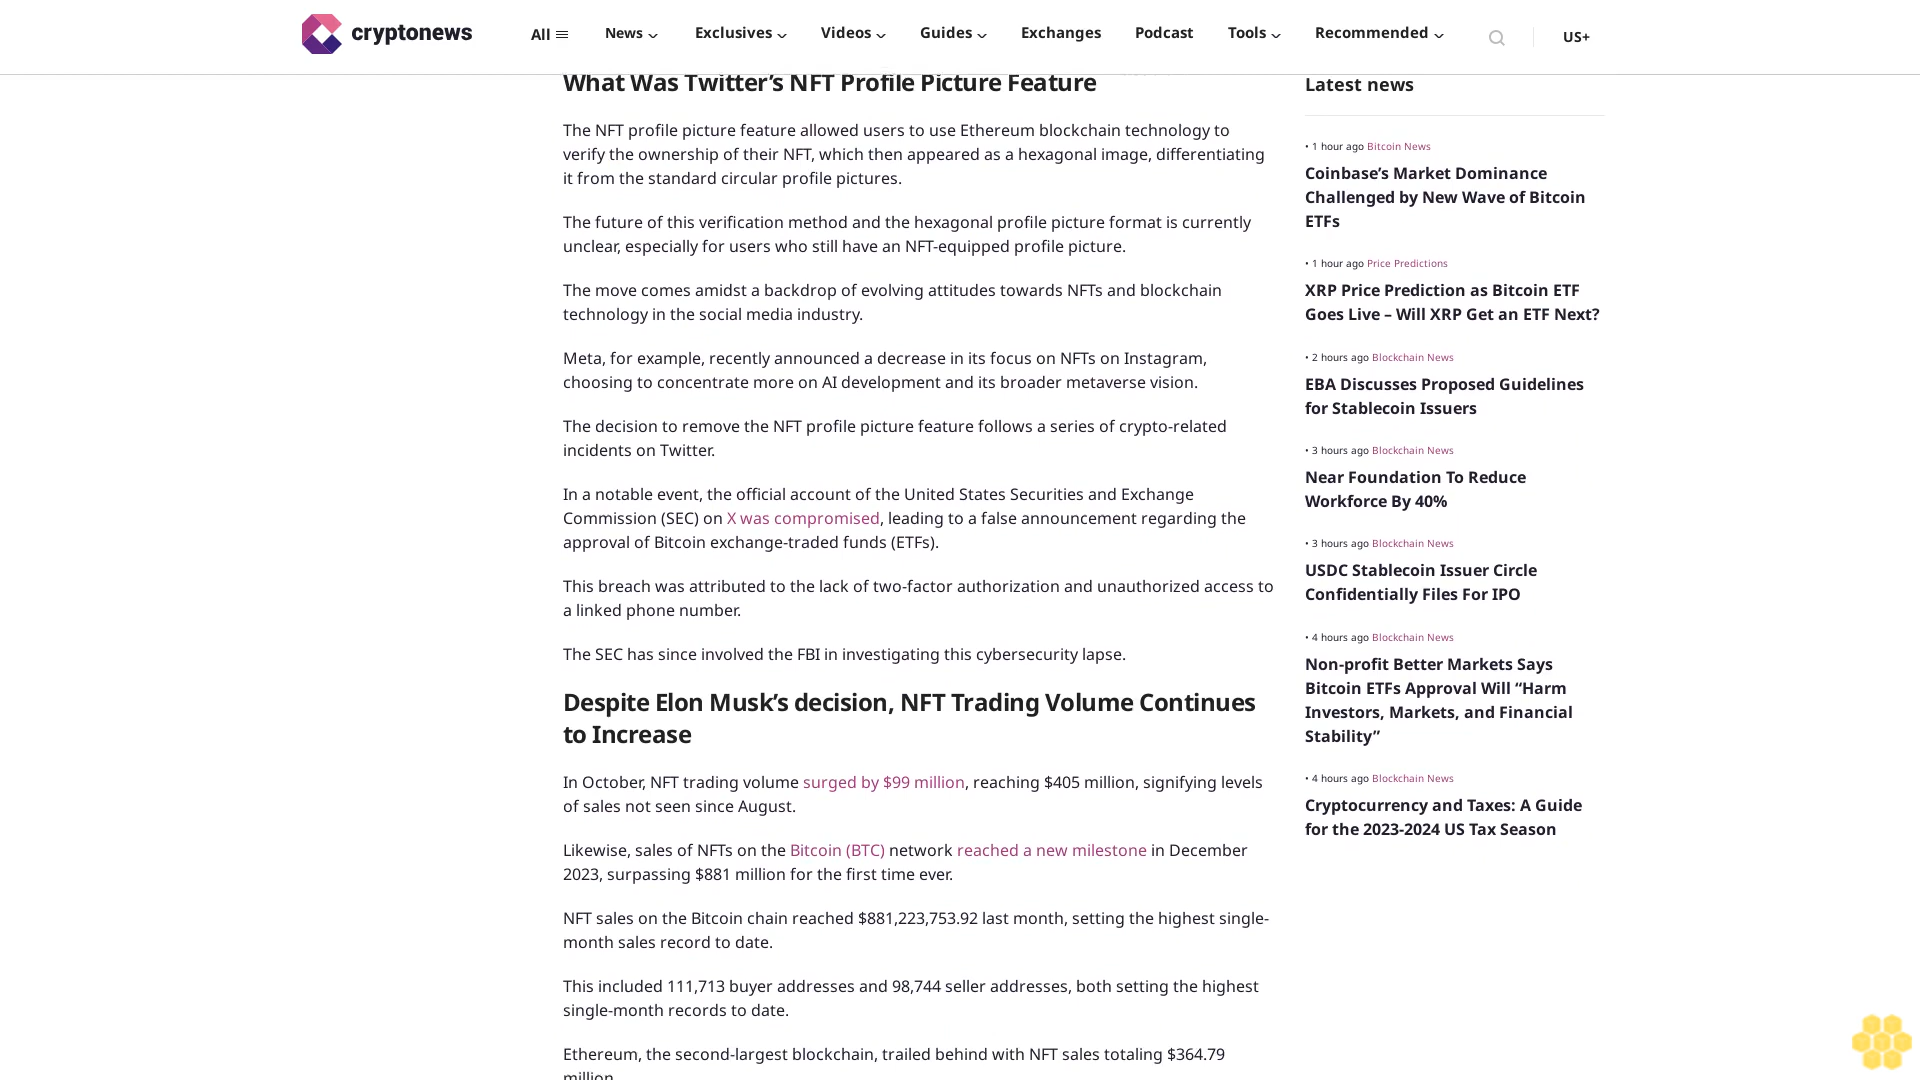 cryptonews
All
News
Exclusives
Videos
Guides
Exchanges
Podcast
Tools
Recommended
US+
What Was Twitter’s NFT Profile Picture Feature
The NFT profile picture feature allowed users to use Ethereum blockchain technology to
verify the ownership of their NFT, which then appeared as a hexagonal image, differentiating
it from the standard circular profile pictures.
The future of this verification method and the hexagonal profile picture format is currently
unclear, especially for users who still have an NFT-equipped profile picture.
The move comes amidst a backdrop of evolving attitudes towards NFTs and blockchain
technology in the social media industry.
Meta, for example, recently announced a decrease in its focus on NFTs on Instagram,
choosing to concentrate more on AI development and its broader metaverse vision.
The decision to remove the NFT profile picture feature follows a series of crypto-related
incidents on Twitter.
In a notable event, the official account of the United States Securities and Exchange
Commission (SEC) on X was compromised, leading to a false announcement regarding the
approval of Bitcoin exchange-traded funds (ETFs).
This breach was attributed to the lack of two-factor authorization and unauthorized access to
a linked phone number.
The SEC has since involved the FBI in investigating this cybersecurity lapse.
Despite Elon Musk’s decision, NFT Trading Volume Continues
to Increase
In October, NFT trading volume surged by $99 million, reaching $405 million, signifying levels
of sales not seen since August.
Likewise, sales of NFTs on the Bitcoin (BTC) network reached a new milestone in December
2023, surpassing $881 million for the first time ever.
NFT sales on the Bitcoin chain reached $881,223,753.92 last month, setting the highest single-
month sales record to date.
This included 111,713 buyer addresses and 98,744 seller addresses, both setting the highest
single-month records to date.
Ethereum, the second-largest blockchain, trailed behind with NFT sales totaling $364.79
million.
Latest news
• 1 hour ago Bitcoin News
Coinbase’s Market Dominance
Challenged by New Wave of Bitcoin
ETFs
• 1 hour ago Price Predictions
XRP Price Prediction as Bitcoin ETF
Goes Live – Will XRP Get an ETF Next?
• 2 hours ago Blockchain News
EBA Discusses Proposed Guidelines
for Stablecoin Issuers
• 3 hours ago Blockchain News
Near Foundation To Reduce
Workforce By 40%
• 3 hours ago Blockchain News
USDC Stablecoin Issuer Circle
Confidentially Files For IPO
• 4 hours ago Blockchain News
Non-profit Better Markets Says
Bitcoin ETFs Approval Will “Harm
Investors, Markets, and Financial
Stability”
• 4 hours ago Blockchain News
Cryptocurrency and Taxes: A Guide
for the 2023-2024 US Tax Season